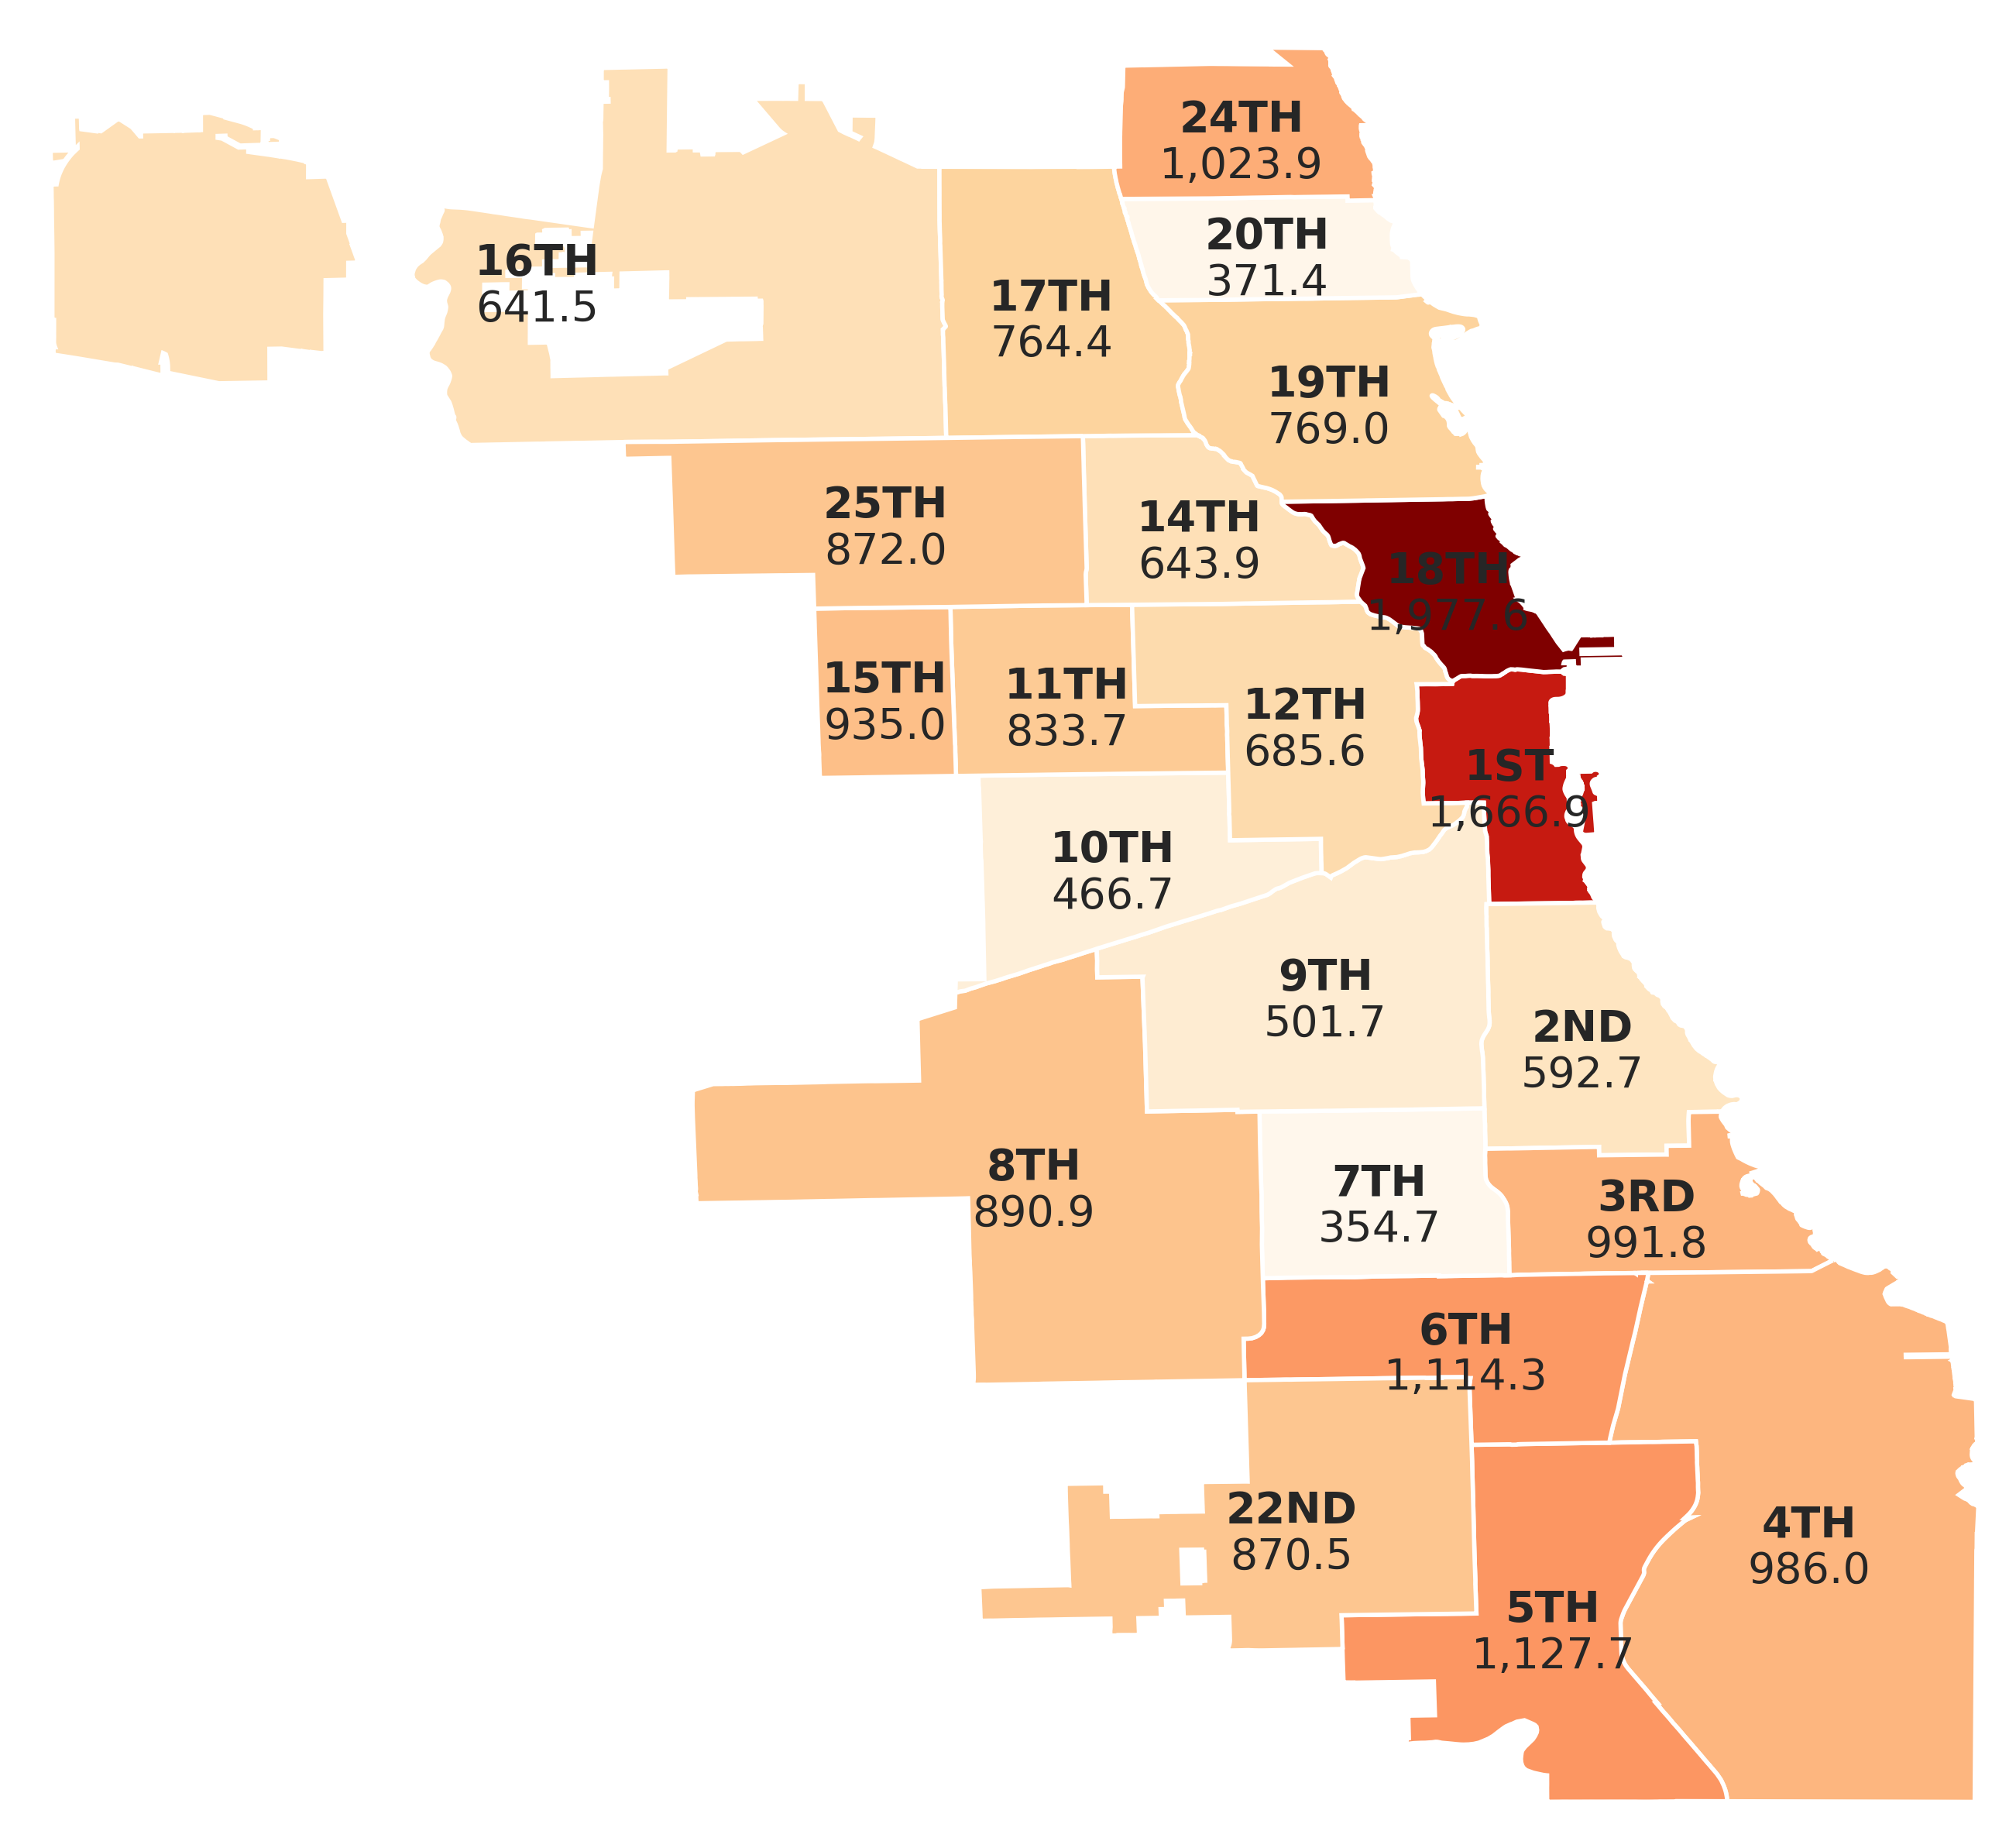 24TH
1,023.9
20TH
371.4
16TH
641.5
17TH
764.4
19TH
769.0
25TH
872.0
14TH
643.9
18TH
1,977.6
15TH
935.0
11TH
833.7
12TH
685.6
1ST
1,666.9
10TH
466.7
9TH
501.7
2ND
592.7
8TH
890.9
7TH
354.7
3RD
991.8
6TH
1,114.3
22ND
870.5
4TH
986.0
5TH
1,127.7